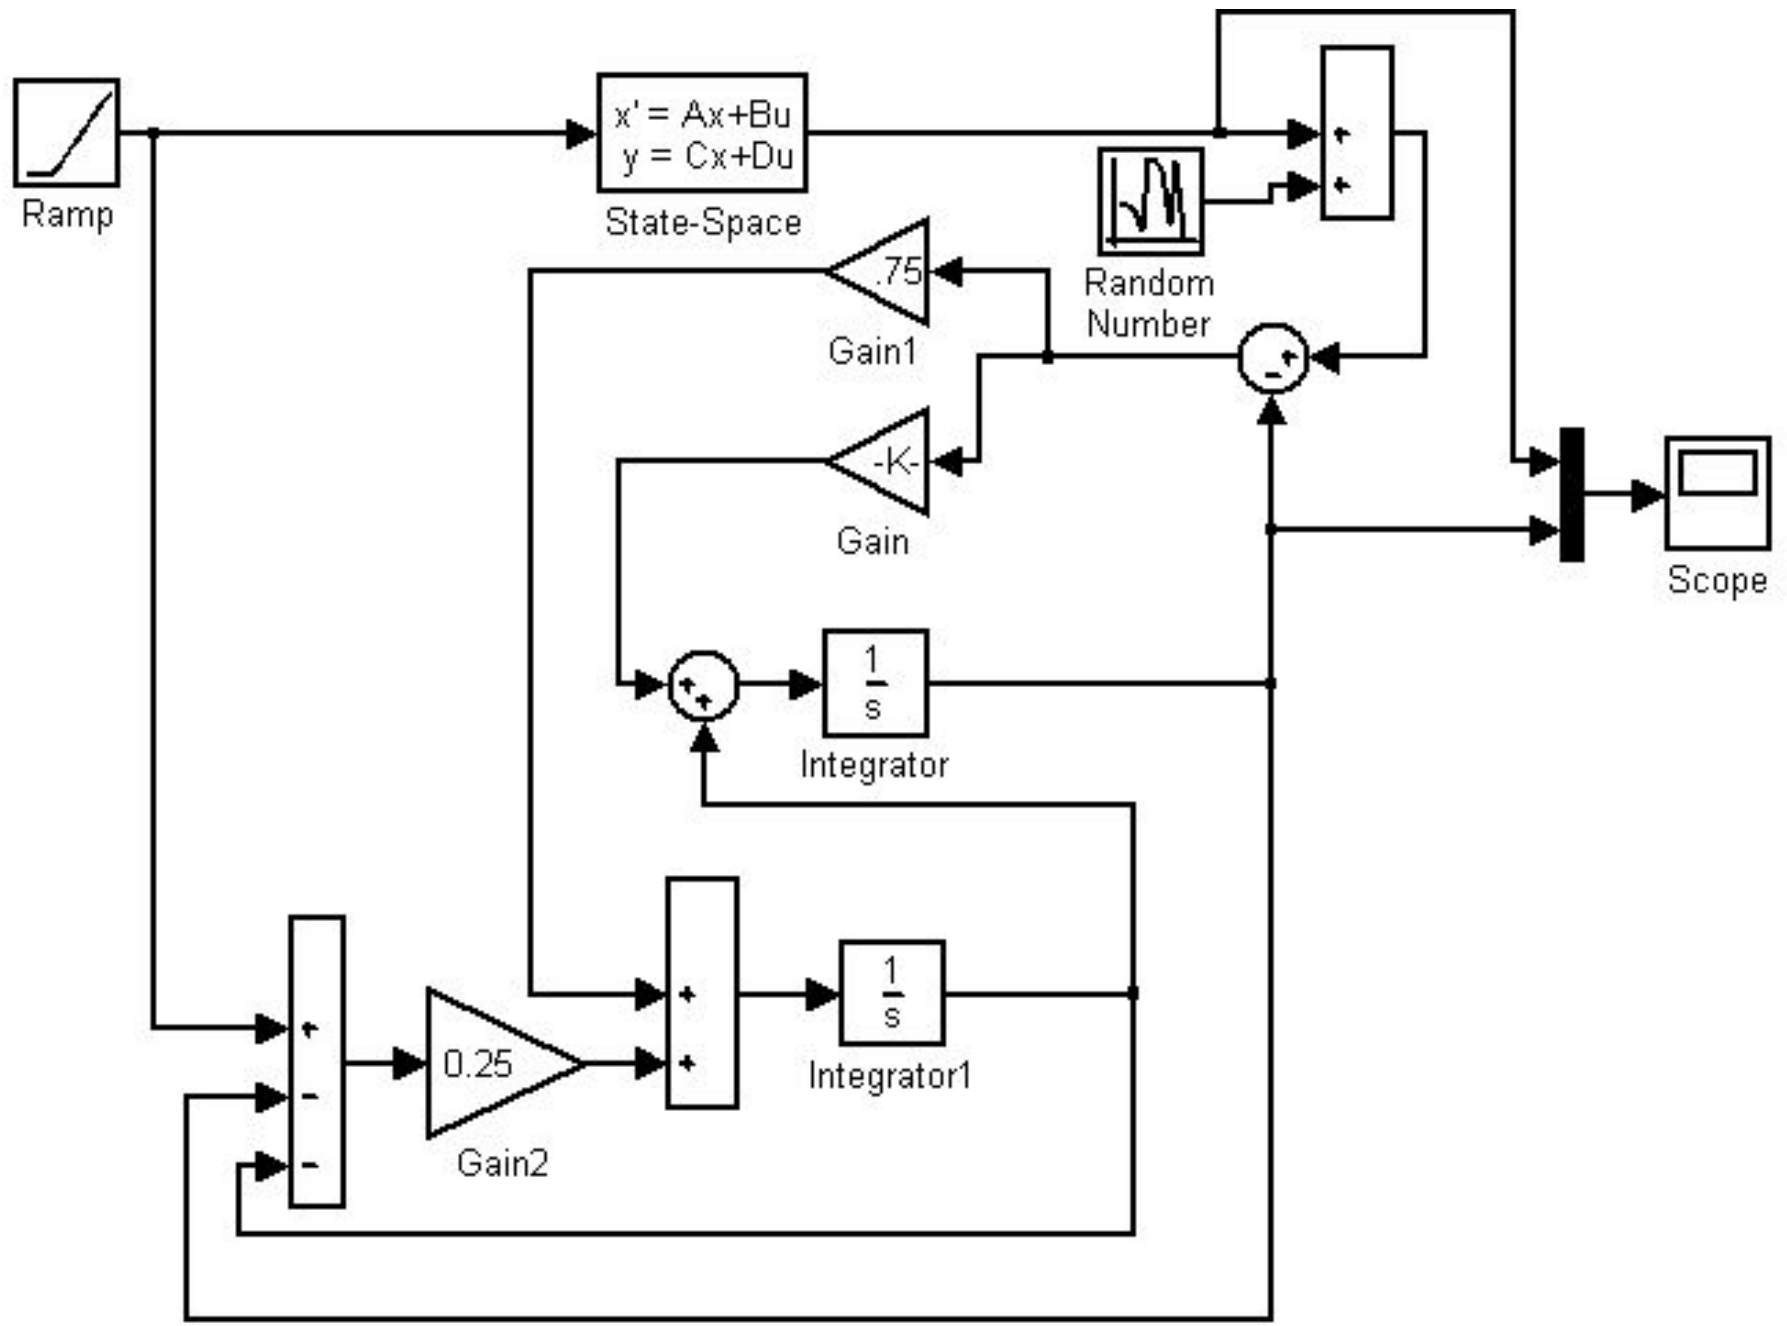 x' = Ax+Bu
y = Cx+Du
Ramp
State-Space
+
+
Random
Number
.75
Gain1
+
-
-K-
Gain
Scope
+
+
1
s
Integrator
+
+
1
s
Integrator1
+
-
-
0.25
Gain2